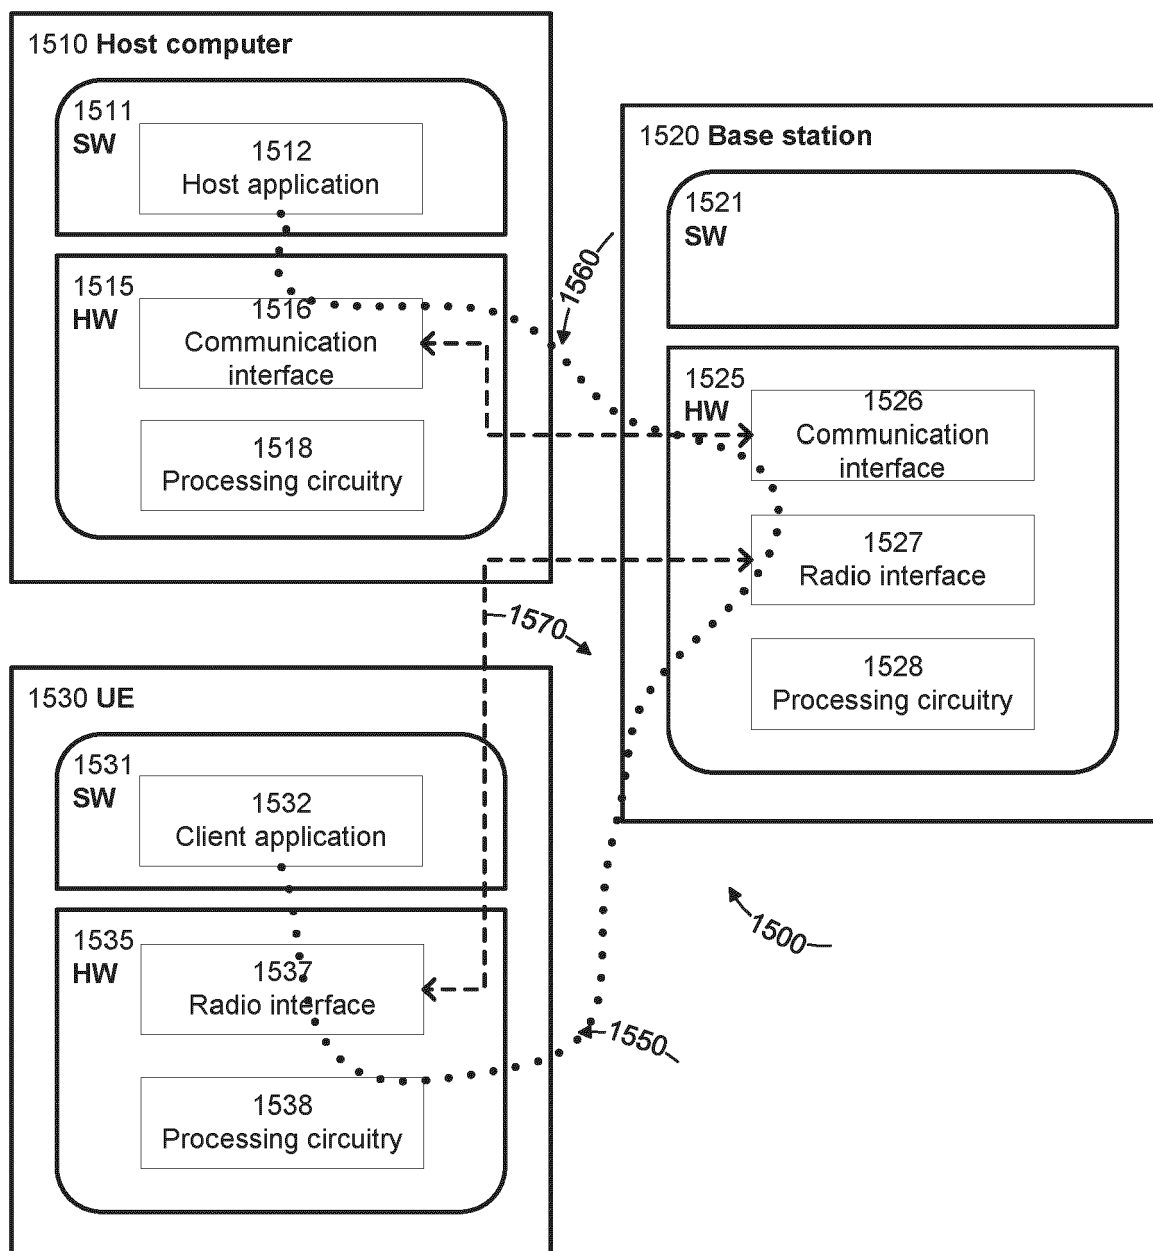 1510 Host computer
1511
SW
1512
Host application
1515
HW
1516
Communication
interface
1518
Processing circuitry
1520 Base station
1521
SW
1525
HW
1526
Communication
interface
1527
Radio interface
1528
Processing circuitry
1560
1570
1530 UE
1531
SW
1532
Client application
1535
HW
1537
Radio interface
1538
Processing circuitry
1500
1550